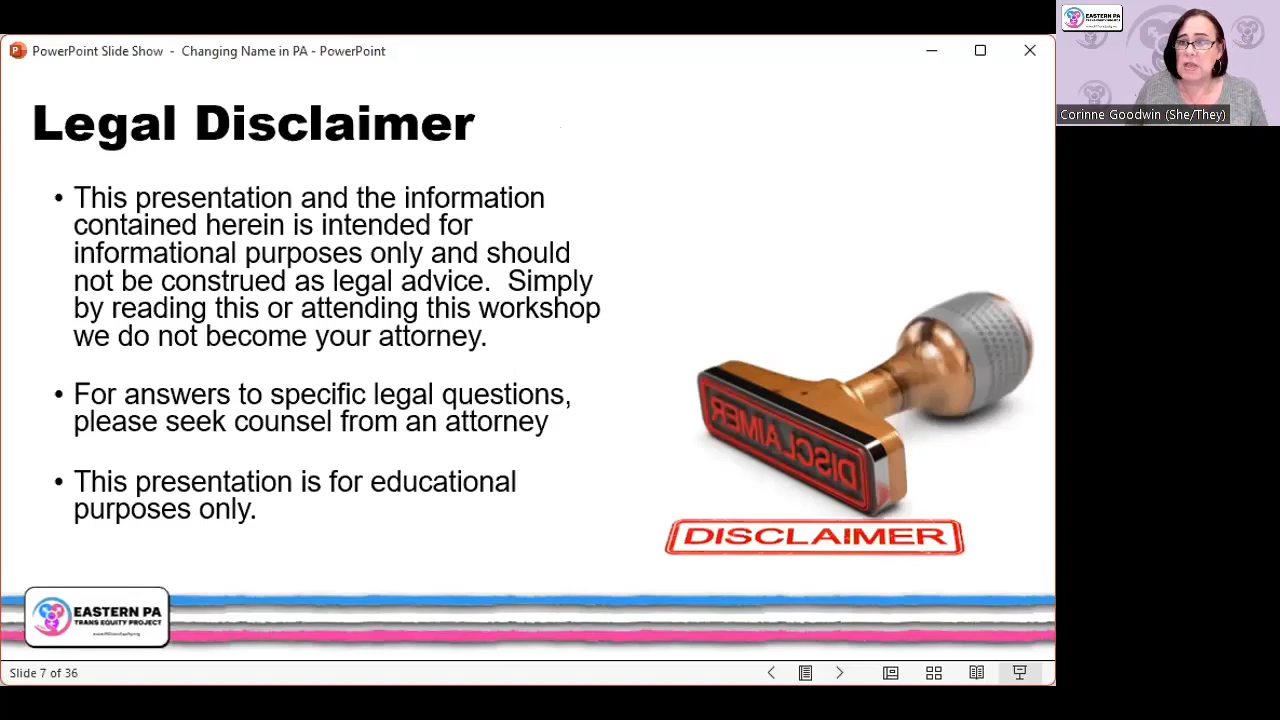 EASTERN PA
PowerPoint Slide Show - Changing Name in PA - PowerPoint
Corinne Goodwin (She/They)
Legal Disclaimer
• This presentation and the information
contained herein is intended for
informational purposes only and should
not be construed as legal advice.  Simply
by reading this or attending this workshop
we do not become your attorney.
• For answers to specific legal questions,
please seek counsel from an attorney
• This presentation is for educational
purposes only.
DISCLAIMER
DISCLAIMER
EASTERN PA
TRANS EQUITY PROJECT
Slide 7 of 36